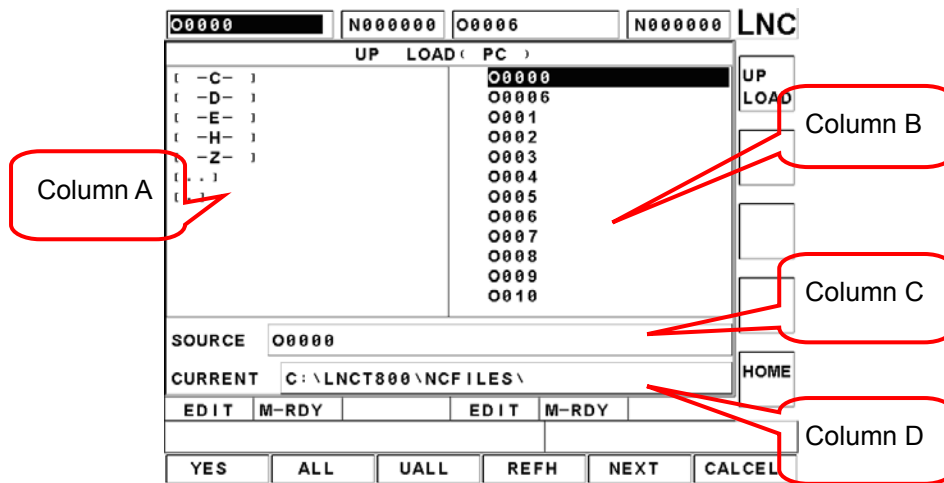 O0000 N000000 O0006 N000000 LNC
UP LOAD( PC )
[ -C- ]
[ -D- ]
[ -E- ]
[ -H- ]
[ -Z- ]
[..]
[.]
O0000
O0006
O001
O002
O003
O004
O005
O006
O007
O008
O009
O010
UP
LOAD
HOME
Column A
Column B
Column C
Column D
SOURCE O0000
CURRENT C:\LNCT800\NCFILES\
EDIT M-RDY EDIT M-RDY
YES ALL UALL REFH NEXT CALCEL